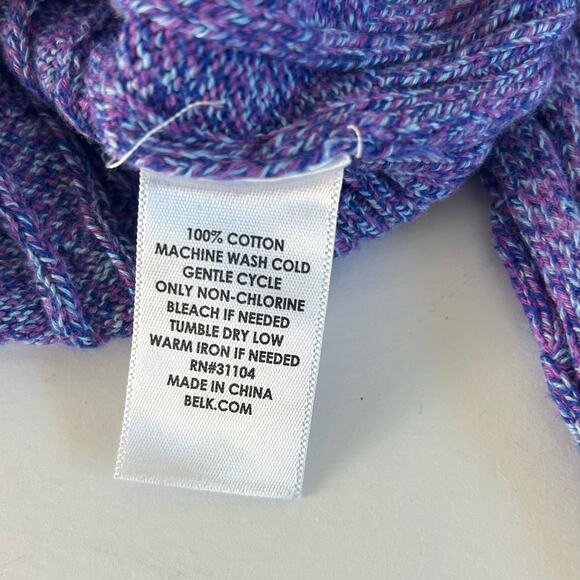 100% COTTON
MACHINE WASH COLD
GENTLE CYCLE
ONLY NON-CHLORINE
BLEACH IF NEEDED
TUMBLE DRY LOW
WARM IRON IF NEEDED
RN#31104
MADE IN CHINA
BELK.COM